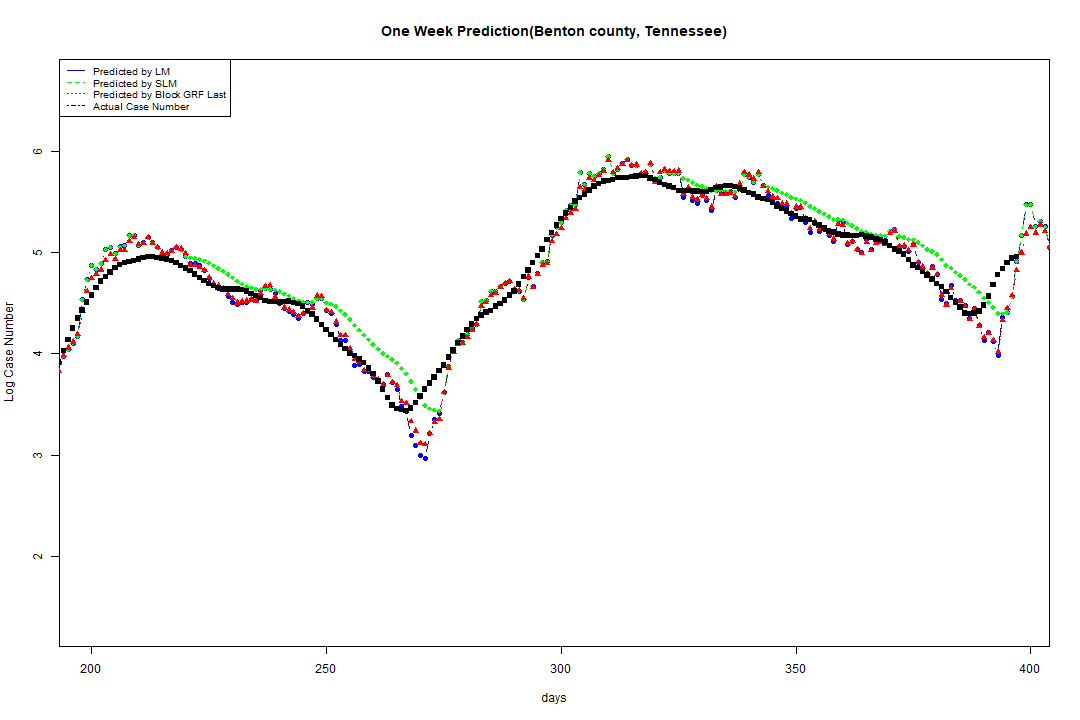 One Week Prediction(Benton county, Tennessee)
Predicted by LM
Predicted by SLM
Predicted by Block GRF Last
Actual Case Number
6
5
4
3
2
Log Case Number
200 250 300 350 400
days